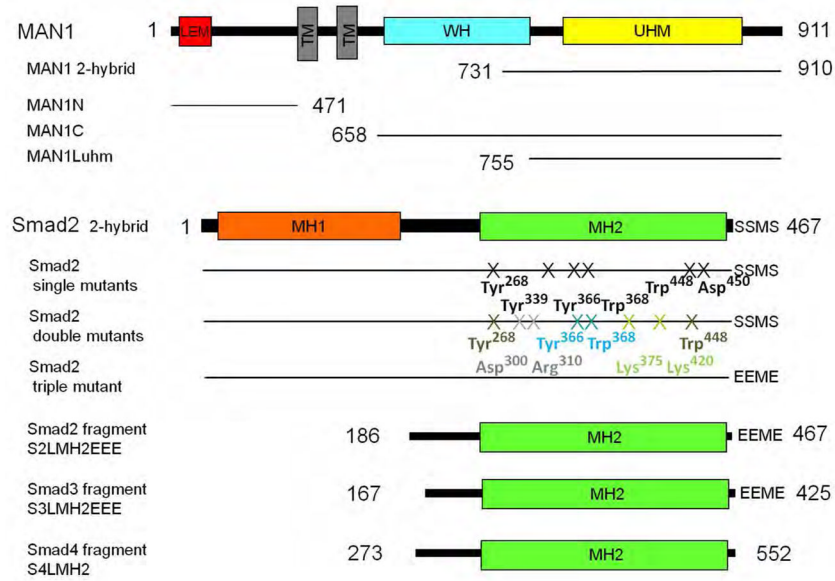 MAN1 1 LEM TM TM WH UHM 911
MAN1 2-hybrid 731 910
MAN1N 471
MAN1C 658
MAN1Luhm 755
Smad2 2-hybrid 1 MH1 MH2 SSMS 467
Smad2
single mutants SSMS
Tyr268 Trp448 Asp450
Tyr339 Tyr366 Trp368
Smad2
double mutants SSMS
Tyr268 Tyr366 Trp368 Trp448
Asp300 Arg310 Lys375 Lys420
Smad2
triple mutant EEME
Smad2 fragment
S2LMH2EEE 186 MH2 EEME 467
Smad3 fragment
S3LMH2EEE 167 MH2 EEME 425
Smad4 fragment
S4LMH2 273 MH2 552